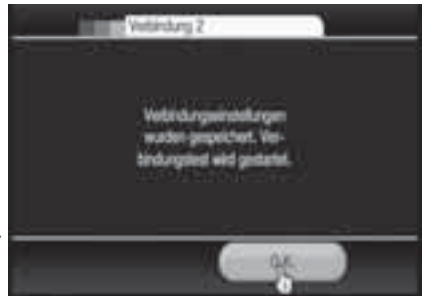 Verbindung 2
Verbindungseinstellungen
wurden gespeichert. Ver-
bindungstest wird gestartet.
OK